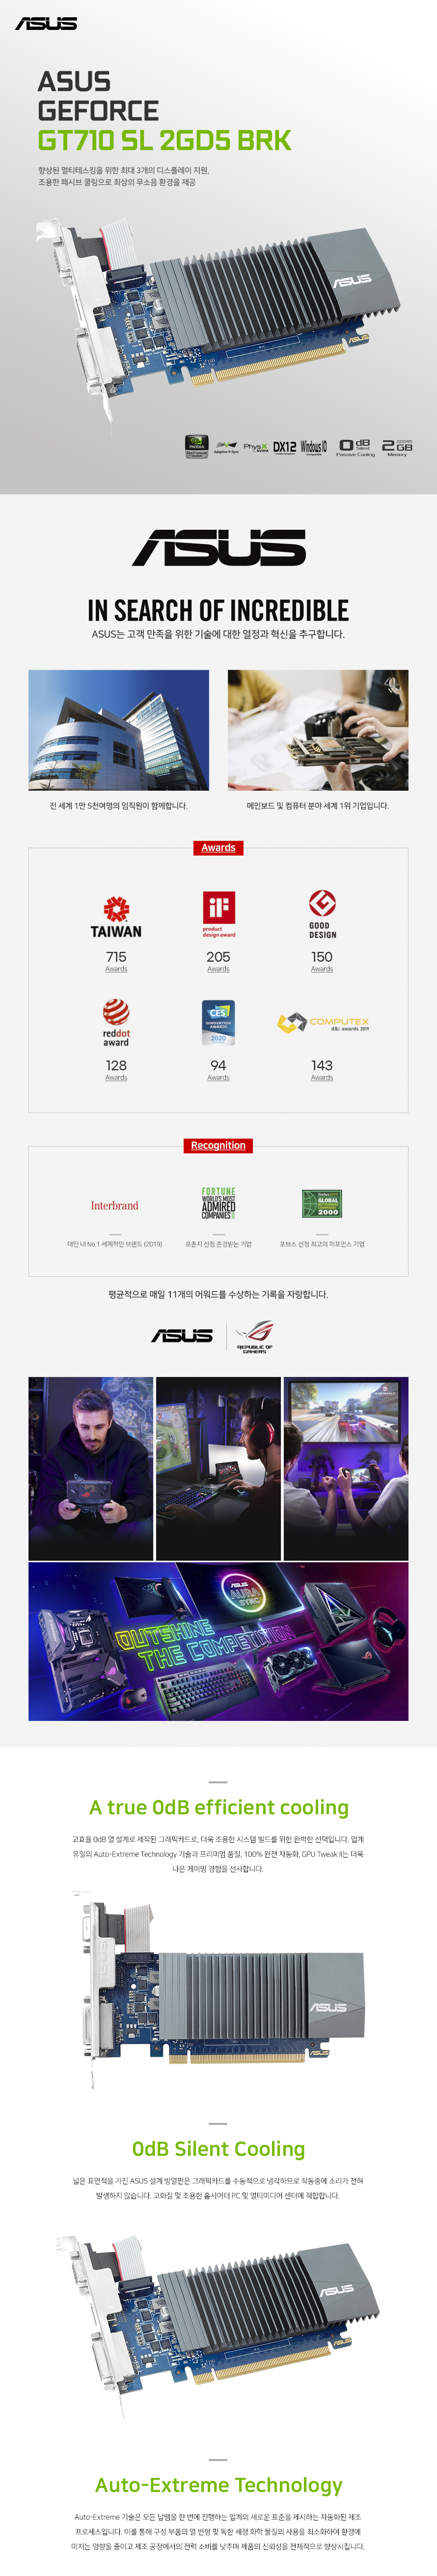 ASUS
ASUS
GEFORCE
GT710 SL 2GD5 BRK
향상된 멀티테스킹을 위한 최대 3개의 디스플레이 지원,
조용한 패시브 쿨링으로 최상의 무소음 환경을 제공
ASUS
NVIDIA
Adaptive V-Sync
PhysX
DX12
Windows 10
0 dB
Silent
Passive Cooling
2 GDDR5
GB
Memory
ASUS
IN SEARCH OF INCREDIBLE
ASUS는 고객 만족을 위한 기술에 대한 열정과 혁신을 추구합니다.
전 세계 1만 5천여명의 임직원이 함께합니다.
메인보드 및 컴퓨터 분야 세계 1위 기업입니다.
Awards
TAIWAN
product
design award
GOOD
DESIGN
715
Awards
205
Awards
150
Awards
reddot
award
CES
INNOVATION
AWARDS
2020
COMPUTEX
d&i awards 2019
128
Awards
94
Awards
143
Awards
Recognition
Interbrand
FORTUNE
WORLD'S MOST
ADMIRED
COMPANIES
GLOBAL
2000
대만 내 No.1 세계적인 브랜드 (2019)
포춘지 선정 존경받는 기업
포브스 선정 최고의 퍼포먼스 기업
평균적으로 매일 11개의 어워드를 수상하는 기록을 자랑합니다.
ASUS
REPUBLIC OF
GAMERS
ASUS
AURA
SYNC
OUTSHINE
THE COMPETITION
A true 0dB efficient cooling
고효율 0dB 열 설계로 제작된 그래픽카드로, 더욱 조용한 시스템 빌드를 위한 완벽한 선택입니다. 업계
유일의 Auto-Extreme Technology 기술과 프리미엄 품질, 100% 완전 자동화, GPU Tweak II는 더욱
나은 게이밍 경험을 선사합니다.
ASUS
0dB Silent Cooling
넓은 표면적을 가진 ASUS 설계 방열판은 그래픽카드를 수동적으로 냉각하므로 작동중에 소리가 전혀
발생하지 않습니다. 고화질 및 조용한 홈시어터 PC 및 멀티미디어 센터에 적합합니다.
ASUS
Auto-Extreme Technology
Auto-Extreme 기술은 모든 납땜을 한 번에 진행하는 업계의 새로운 표준을 제시하는 자동화된 제조
프로세스입니다. 이를 통해 구성 부품의 열 변형 및 독한 세정 화학 물질의 사용을 최소화하여 환경에
미치는 영향을 줄이고 제조 공정에서의 전력 소비를 낮추며 제품의 신뢰성을 전체적으로 향상시킵니다.